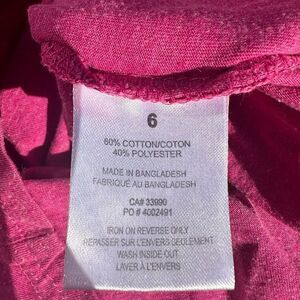 6
60% COTTON/COTON
40% POLYESTER
MADE IN BANGLADESH
FABRIQUÉ AU BANGLADESH
CA# 33990
PO # 4002491
IRON ON REVERSE ONLY
REPASSER SUR L'ENVERS SEULEMENT
WASH INSIDE OUT
LAVER À L'ENVERS